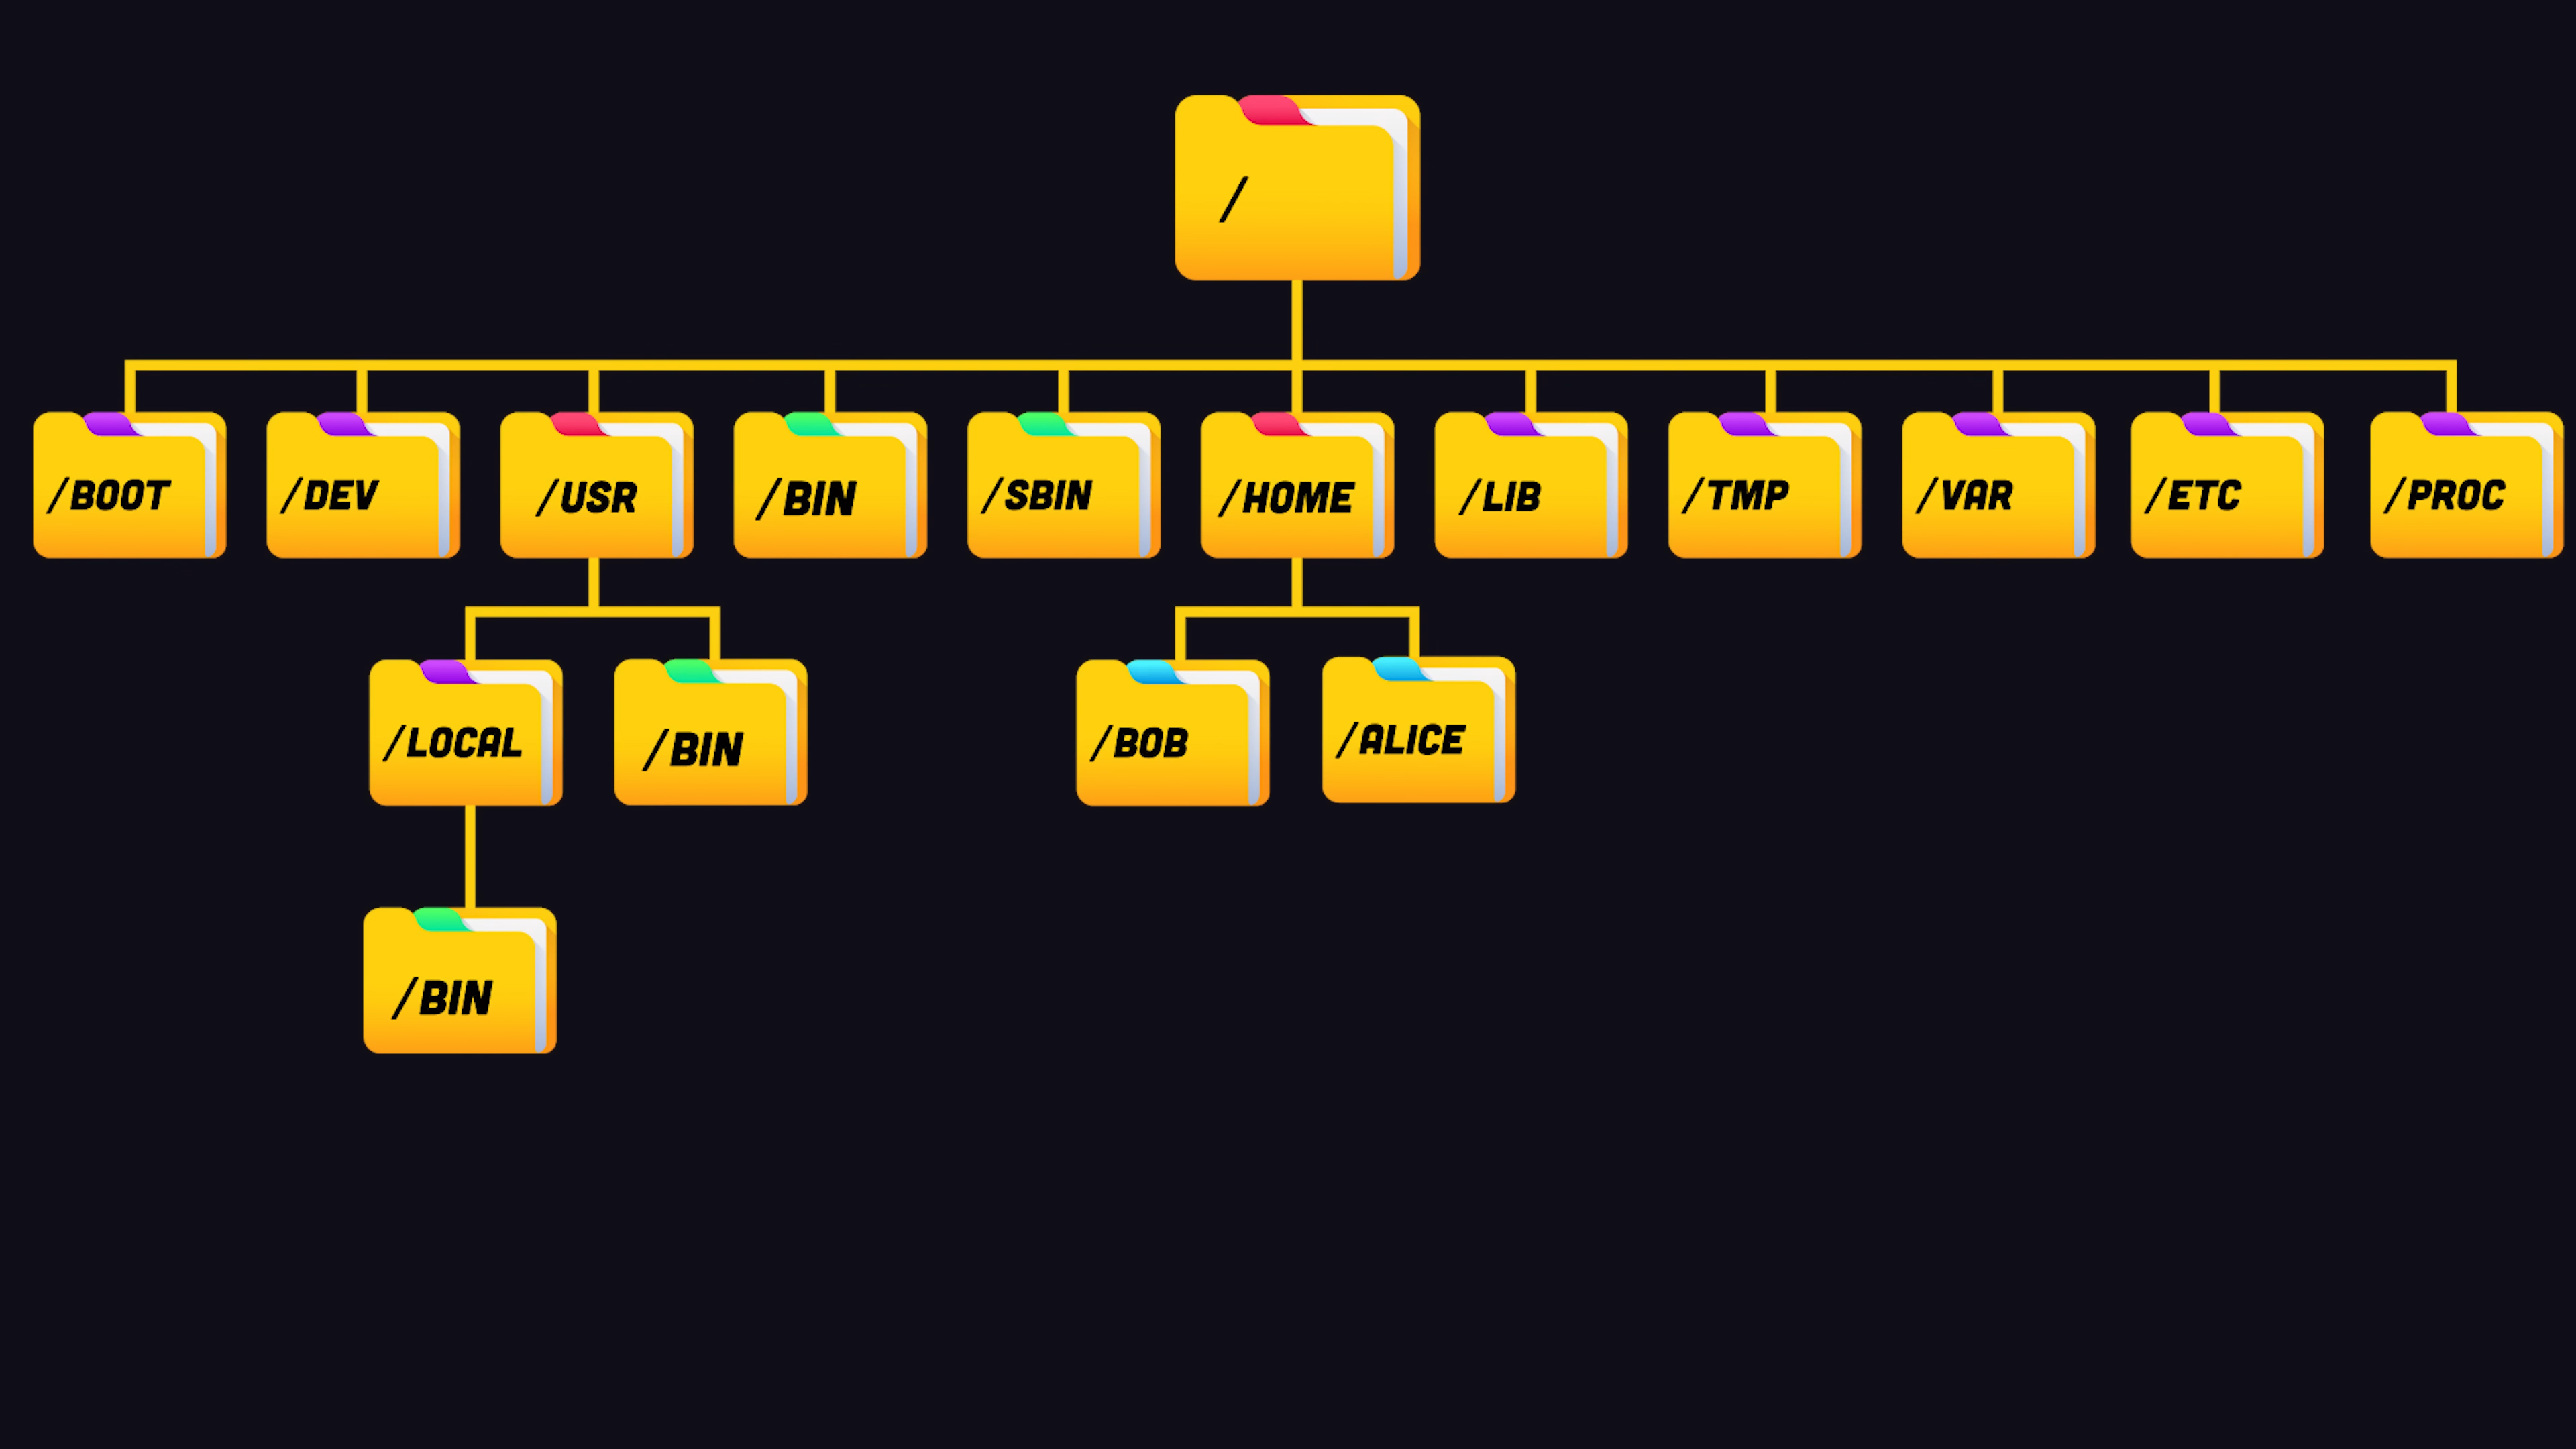 /
/BOOT
/DEV
/USR
/BIN
/SBIN
/HOME
/LIB
/TMP
/VAR
/ETC
/PROC
/LOCAL
/BIN
/BOB
/ALICE
/BIN